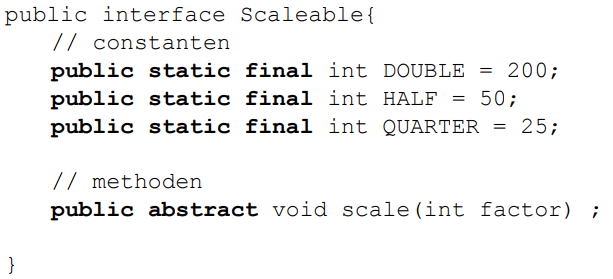 public interface Scaleable{
// constanten
public static final int DOUBLE = 200;
public static final int HALF = 50;
public static final int QUARTER = 25;
// methoden
public abstract void scale(int factor) ;
}